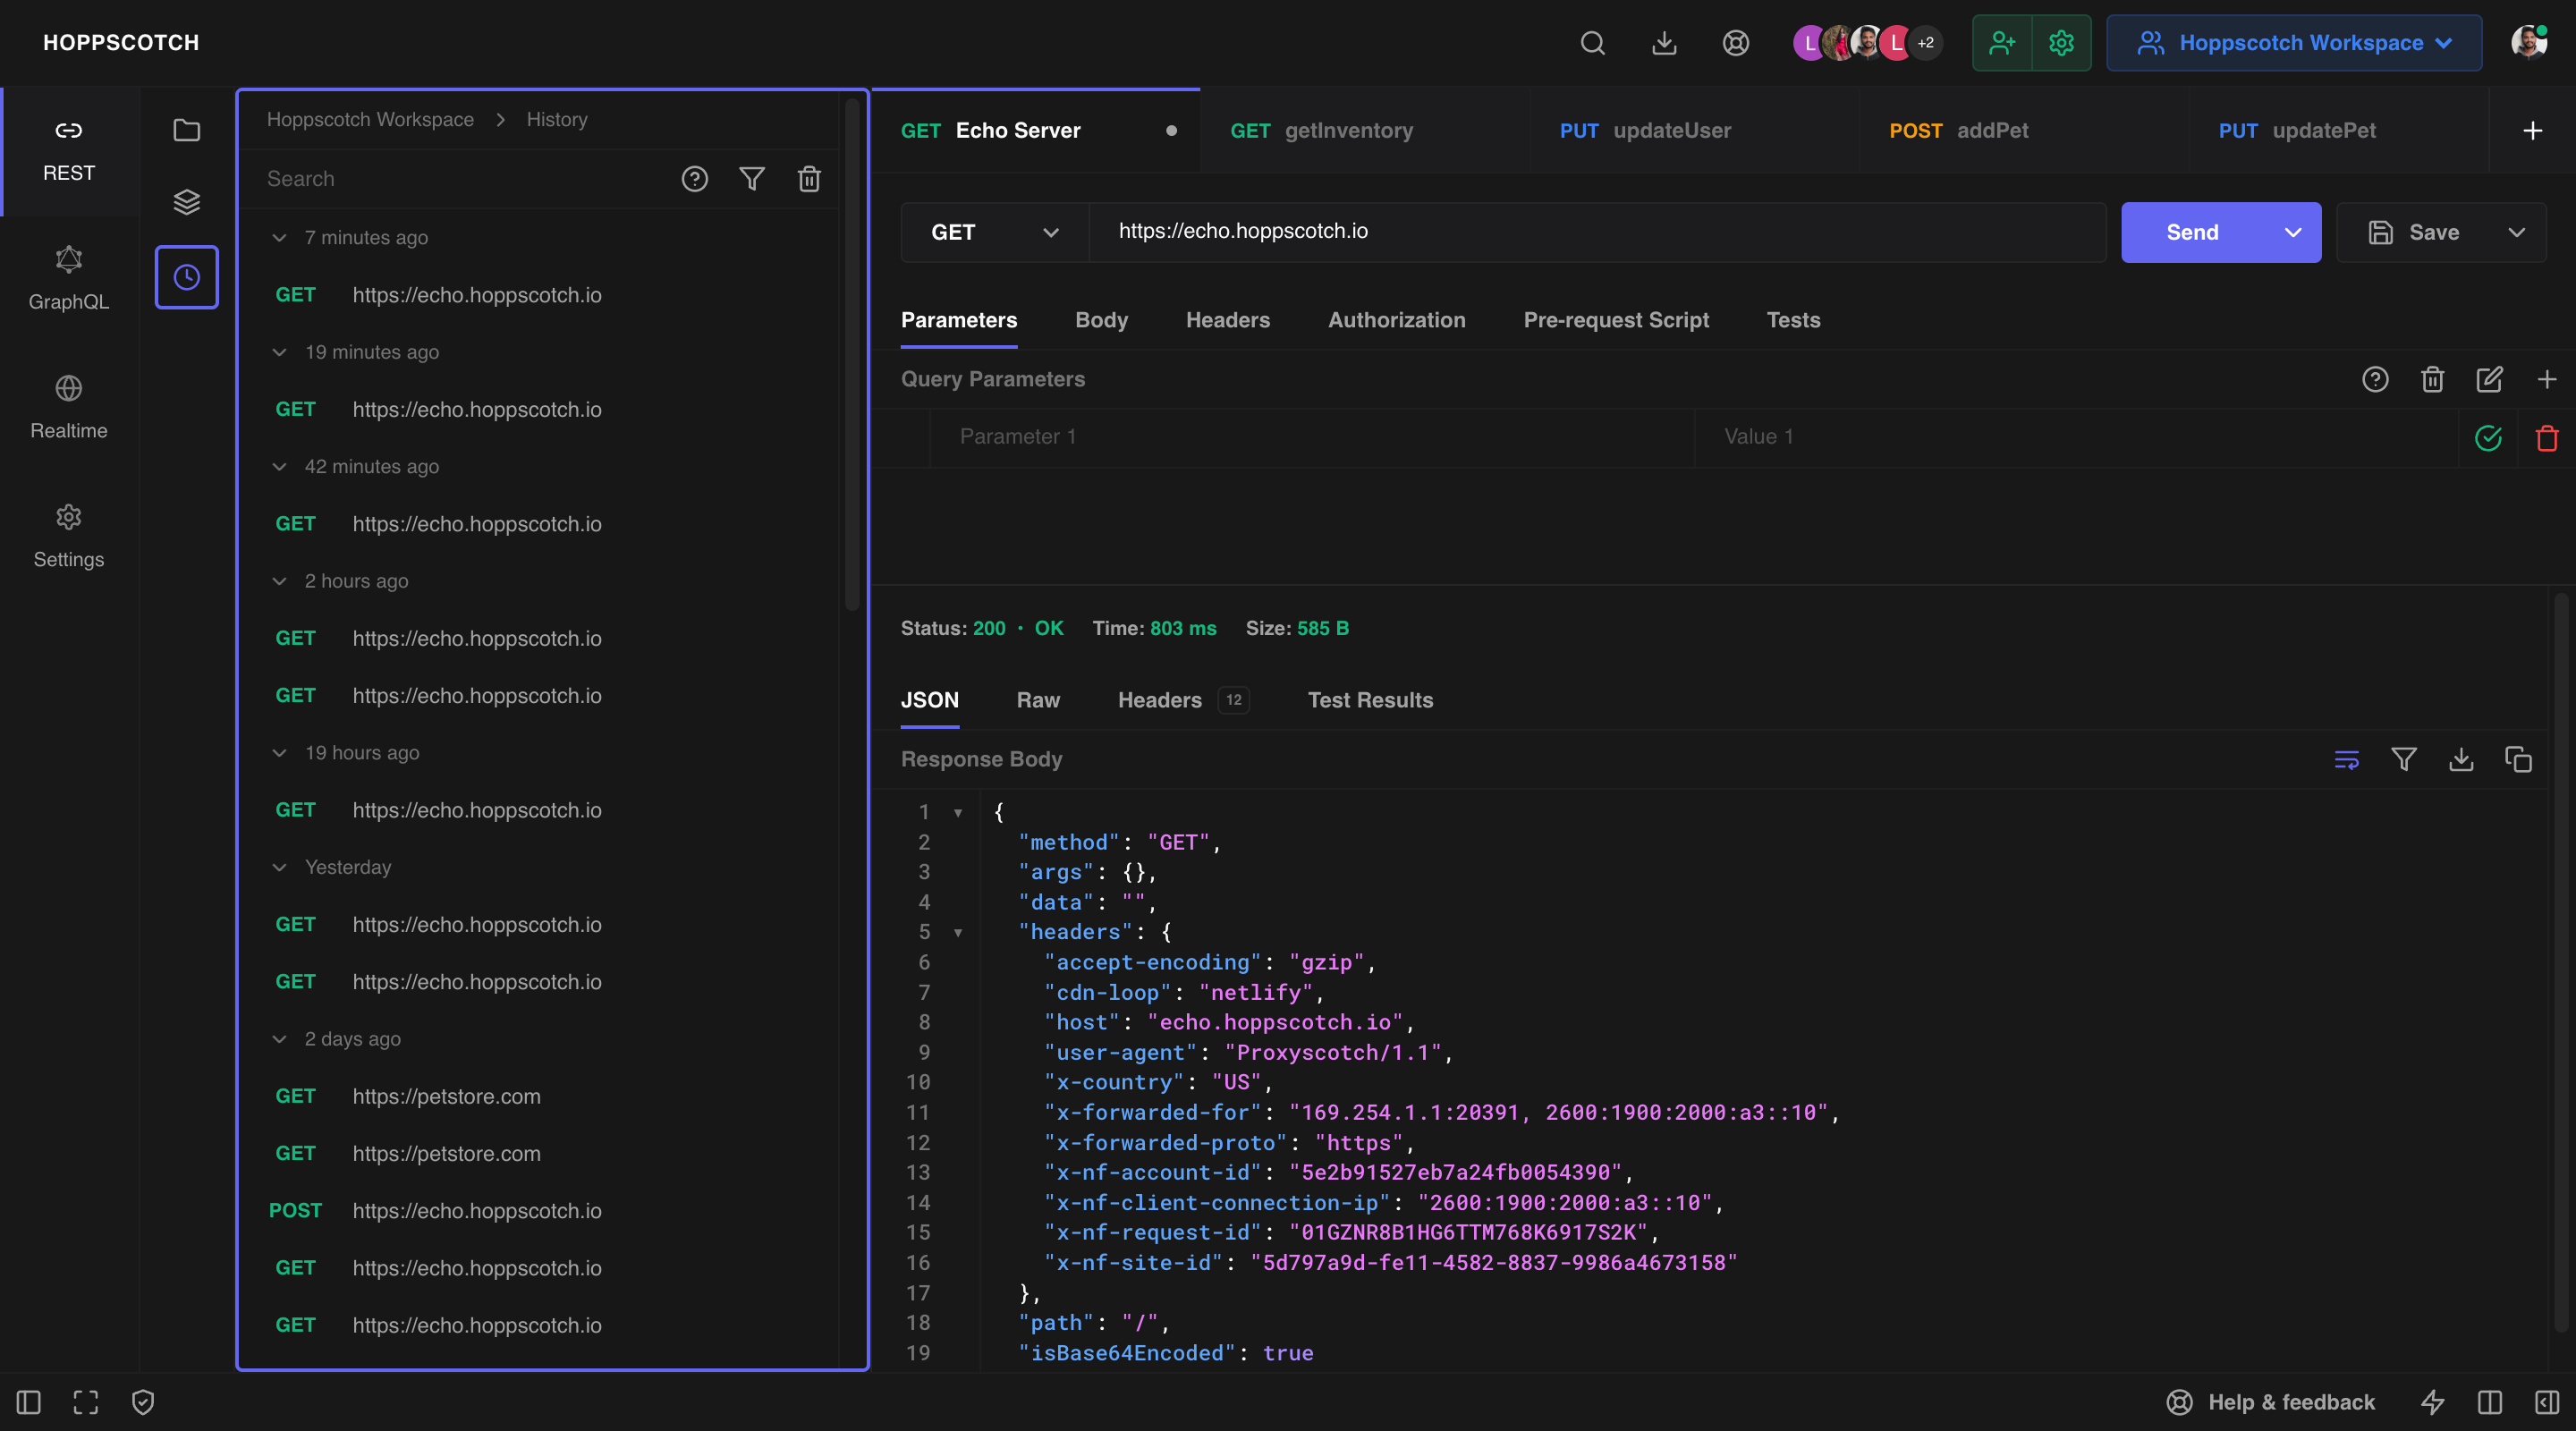 HOPPSCOTCH
L
L
+2
Hoppscotch Workspace
REST
GraphQL
Realtime
Settings
Hoppscotch Workspace > History
Search
7 minutes ago
GET https://echo.hoppscotch.io
19 minutes ago
GET https://echo.hoppscotch.io
42 minutes ago
GET https://echo.hoppscotch.io
2 hours ago
GET https://echo.hoppscotch.io
GET https://echo.hoppscotch.io
19 hours ago
GET https://echo.hoppscotch.io
Yesterday
GET https://echo.hoppscotch.io
GET https://echo.hoppscotch.io
2 days ago
GET https://petstore.com
GET https://petstore.com
POST https://echo.hoppscotch.io
GET https://echo.hoppscotch.io
GET https://echo.hoppscotch.io
GET Echo Server
GET getInventory
PUT updateUser
POST addPet
PUT updatePet
GET
https://echo.hoppscotch.io
Send
Save
Parameters Body Headers Authorization Pre-request Script Tests
Query Parameters
Parameter 1 Value 1
Status: 200 • OK Time: 803 ms Size: 585 B
JSON Raw Headers 12 Test Results
Response Body
1 {
2 "method": "GET",
3 "args": {},
4 "data": "",
5 "headers": {
6 "accept-encoding": "gzip",
7 "cdn-loop": "netlify",
8 "host": "echo.hoppscotch.io",
9 "user-agent": "Proxyscotch/1.1",
10 "x-country": "US",
11 "x-forwarded-for": "169.254.1.1:20391, 2600:1900:2000:a3::10",
12 "x-forwarded-proto": "https",
13 "x-nf-account-id": "5e2b91527eb7a24fb0054390",
14 "x-nf-client-connection-ip": "2600:1900:2000:a3::10",
15 "x-nf-request-id": "01GZNR8B1HG6TTM768K6917S2K",
16 "x-nf-site-id": "5d797a9d-fe11-4582-8837-9986a4673158"
17 },
18 "path": "/",
19 "isBase64Encoded": true
Help & feedback